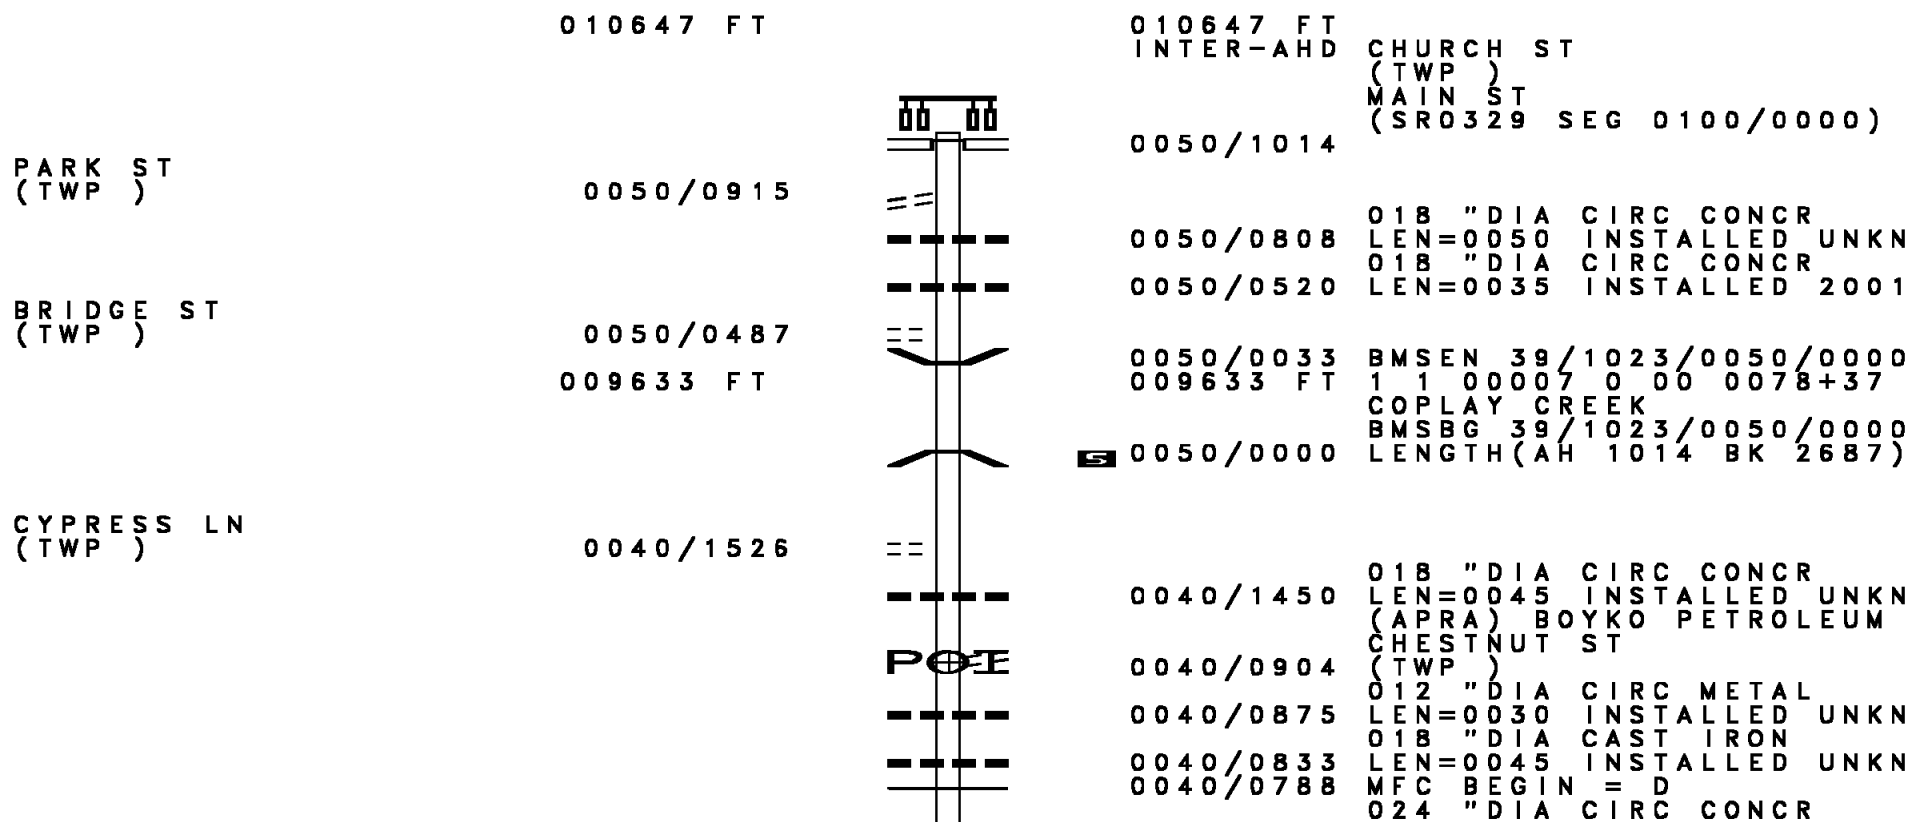 010647 FT 010647 FT
INTER-AHD CHURCH ST
(TWP )
MAIN ST
(SR0329 SEG 0100/0000)
0050/1014
PARK ST
(TWP ) 0050/0915
018 "DIA CIRC CONCR
0050/0808 LEN=0050 INSTALLED UNKN
018 "DIA CIRC CONCR
0050/0520 LEN=0035 INSTALLED 2001
BRIDGE ST
(TWP ) 0050/0487
0050/0033 BMSEN 39/1023/0050/0000
009633 FT 009633 FT 1 1 00007 0 00 0078+37
COPLAY CREEK
BMSBG 39/1023/0050/0000
S 0050/0000 LENGTH(AH 1014 BK 2687)
CYPRESS LN
(TWP ) 0040/1526
018 "DIA CIRC CONCR
0040/1450 LEN=0045 INSTALLED UNKN
(APRA) BOYKO PETROLEUM
CHESTNUT ST
POI 0040/0904 (TWP )
012 "DIA CIRC METAL
0040/0875 LEN=0030 INSTALLED UNKN
018 "DIA CAST IRON
0040/0833 LEN=0045 INSTALLED UNKN
0040/0788 MFC BEGIN = D
024 "DIA CIRC CONCR